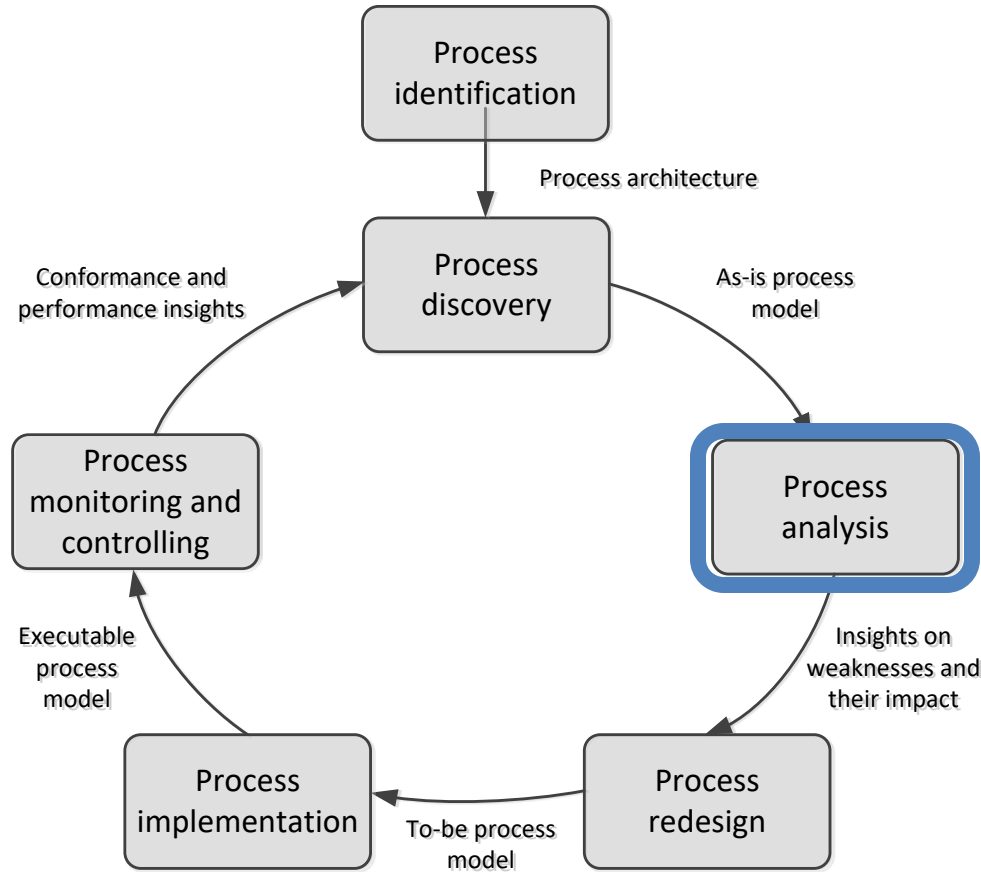 Process
identification
Process architecture
Process
discovery
Conformance and
performance insights
As-is process
model
Process
monitoring and
controlling
Process
analysis
Executable
process
model
Insights on
weaknesses and
their impact
Process
implementation
To-be process
model
Process
redesign